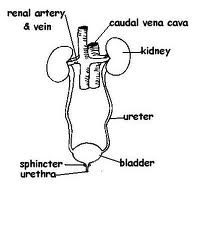 renal artery
& vein
caudal vena cava
kidney
ureter
sphincter
bladder
urethra